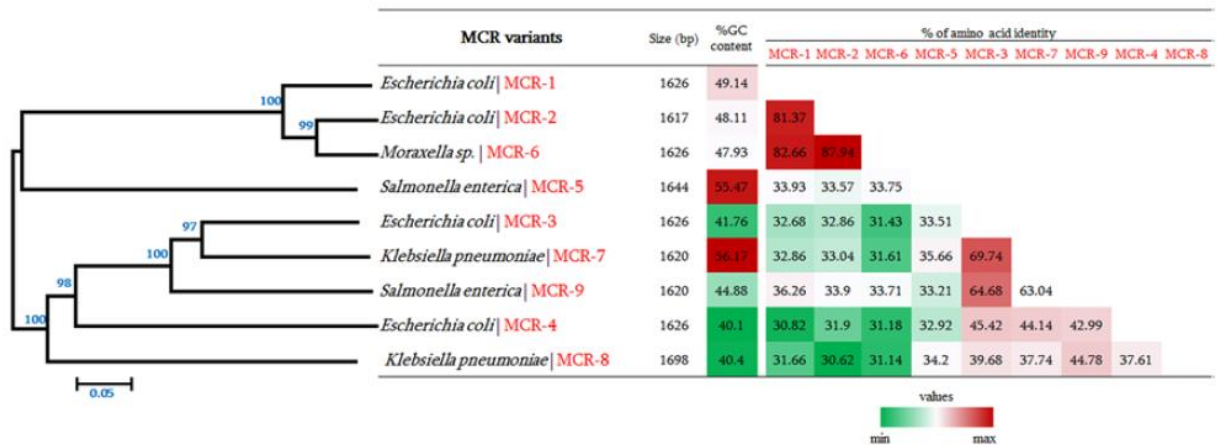 MCR variants Size (bp) %GC content % of amino acid identity
MCR-1 MCR-2 MCR-6 MCR-5 MCR-3 MCR-7 MCR-9 MCR-4 MCR-8
Escherichia coli | MCR-1 1626 49.14
100
Escherichia coli | MCR-2 1617 48.11 81.37
99
Moraxella sp. | MCR-6 1626 47.93 82.66 87.94
Salmonella enterica | MCR-5 1644 55.47 33.93 33.57 33.75
Escherichia coli | MCR-3 1626 41.76 32.68 32.86 31.43 33.51
97
Klebsiella pneumoniae | MCR-7 1620 56.17 32.86 33.04 31.61 35.66 69.74
100
Salmonella enterica | MCR-9 1620 44.88 36.26 33.9 33.71 33.21 64.68 63.04
98
Escherichia coli | MCR-4 1626 40.1 30.82 31.9 31.18 32.92 45.42 44.14 42.99
100
Klebsiella pneumoniae | MCR-8 1698 40.4 31.66 30.62 31.14 34.2 39.68 37.74 44.78 37.61
0.05
values
min max